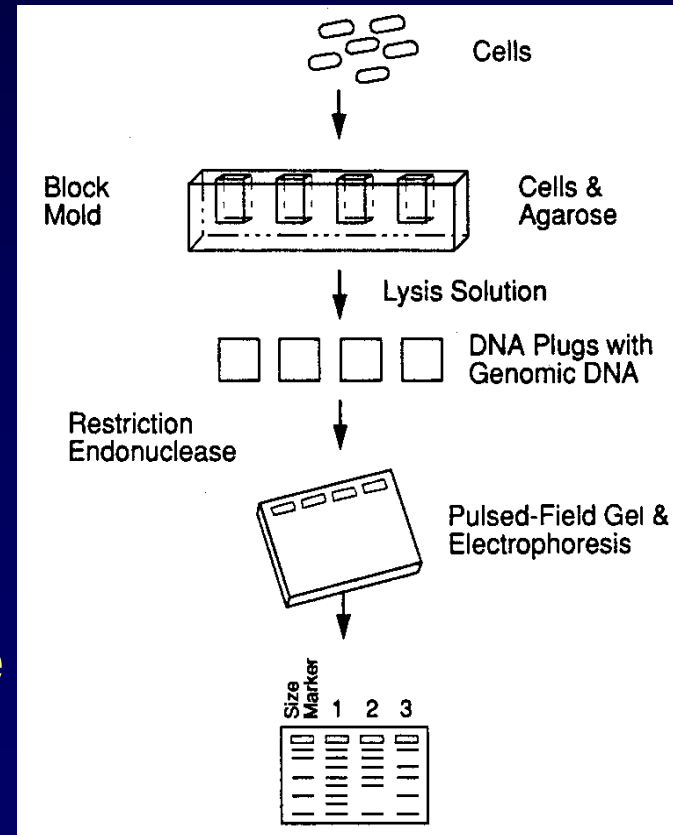 Cells
Block
Mold
Cells &
Agarose
Lysis Solution
DNA Plugs with
Genomic DNA
Restriction
Endonuclease
Pulsed-Field Gel &
Electrophoresis
Size
Marker
1 2 3